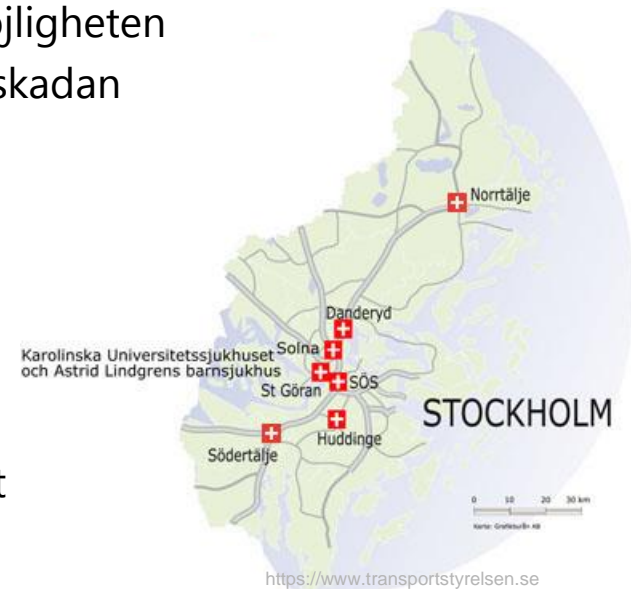 jligheten
skadan
Norrtälje
Danderyd
Solna
Karolinska Universitetssjukhuset
och Astrid Lindgrens barnsjukhus
St Göran
SÖS
STOCKHOLM
Huddinge
Södertälje
t
0 10 20 30 km
https://www.transportstyrelsen.se